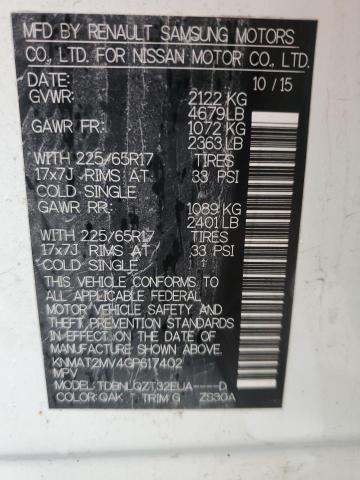 MFD BY RENAULT SAMSUNG MOTORS
CO., LTD. FOR NISSAN MOTOR CO., LTD.
DATE: 10 / 15
GVWR: 2122 KG
4679LB
GAWR FR: 1072 KG
2363 LB
WITH 225/65R17 TIRES
17x7J RIMS AT 33 PSI
COLD SINGLE
GAWR RR: 1089 KG
2401 LB
WITH 225/65R17 TIRES
17x7J RIMS AT 33 PSI
COLD SINGLE
THIS VEHICLE CONFORMS TO
ALL APPLICABLE FEDERAL
MOTOR VEHICLE SAFETY
AND THEFT PREVENTION
STANDARDS IN EFFECT ON THE
DATE OF MANUFACTURE SHOWN
ABOVE.
KNMAT2MV4GP617402
MPV
MODEL: TDBNLQZT32EUA----D
COLOR: QAK TRIM G ZS30A